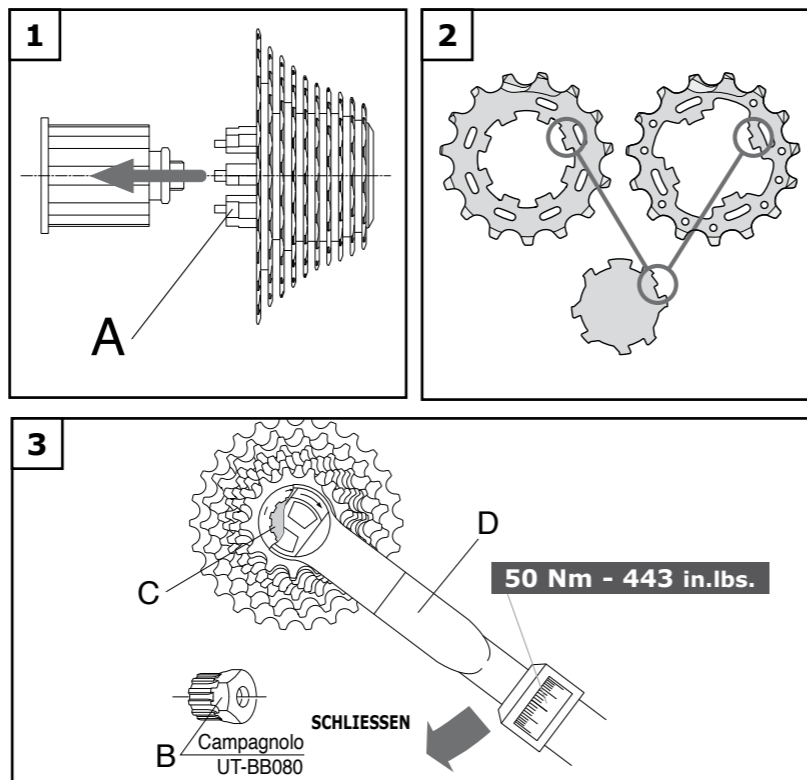 1
A
2
3
C
D
50 Nm - 443 in.lbs.
B
Campagnolo
UT-BB080
SCHLIESSEN